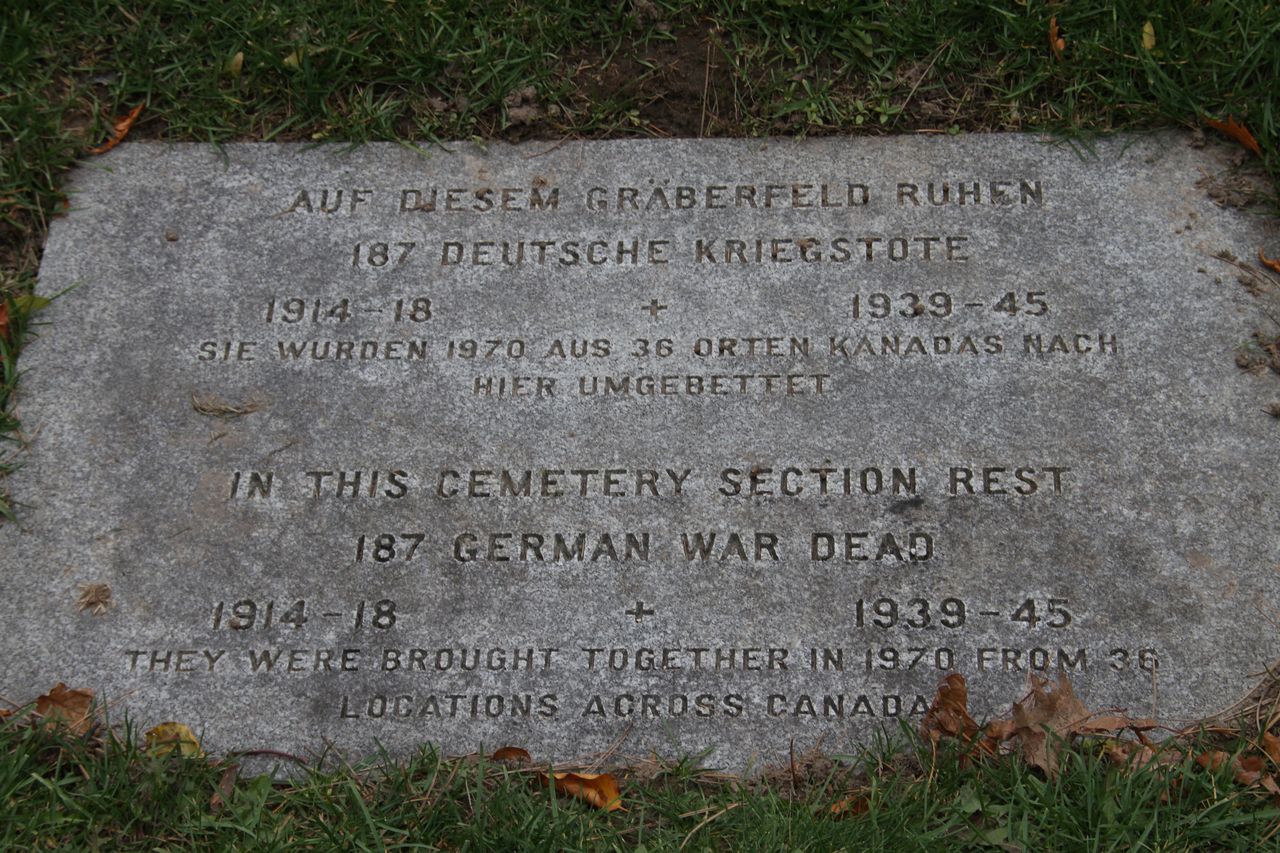 AUF DIESEM GRÄBERFELD RUHEN
187 DEUTSCHE KRIEGSTOTE
1914-18 + 1939-45
SIE WURDEN 1970 AUS 36 ORTEN KANADAS NACH
HIER UMGEBETTET
IN THIS CEMETERY SECTION REST
187 GERMAN WAR DEAD
1914-18 + 1939-45
THEY WERE BROUGHT TOGETHER IN 1970 FROM 36
LOCATIONS ACROSS CANADA